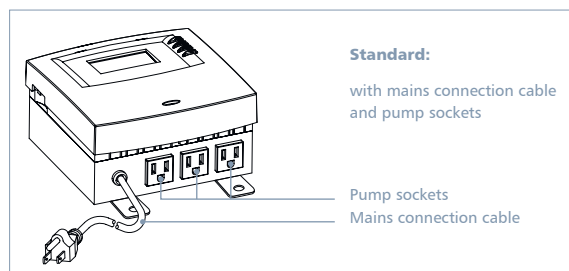 Standard:
with mains connection cable
and pump sockets
Pump sockets
Mains connection cable